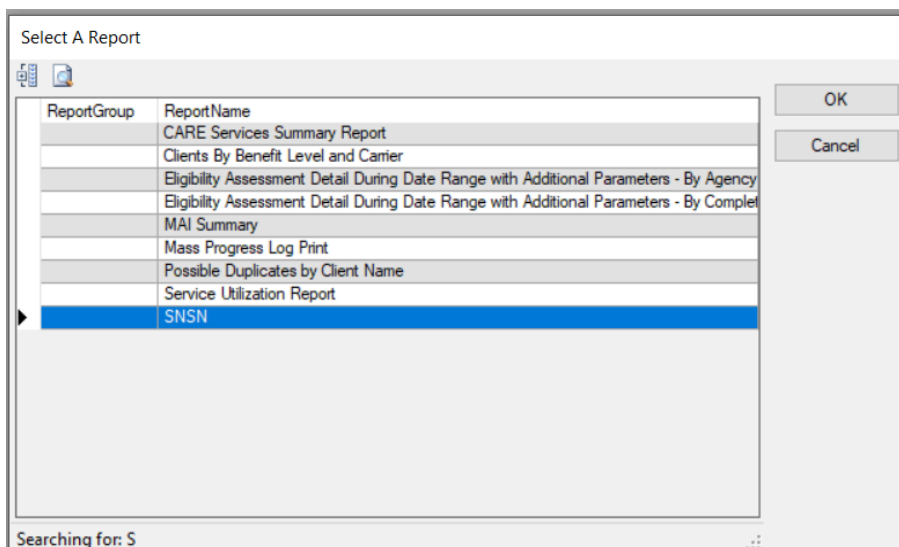 Select A Report
ReportGroup ReportName
CARE Services Summary Report
Clients By Benefit Level and Carrier
Eligibility Assessment Detail During Date Range with Additional Parameters - By Agency
Eligibility Assessment Detail During Date Range with Additional Parameters - By Complet
MAI Summary
Mass Progress Log Print
Possible Duplicates by Client Name
Service Utilization Report
SNSN
OK
Cancel
Searching for: S